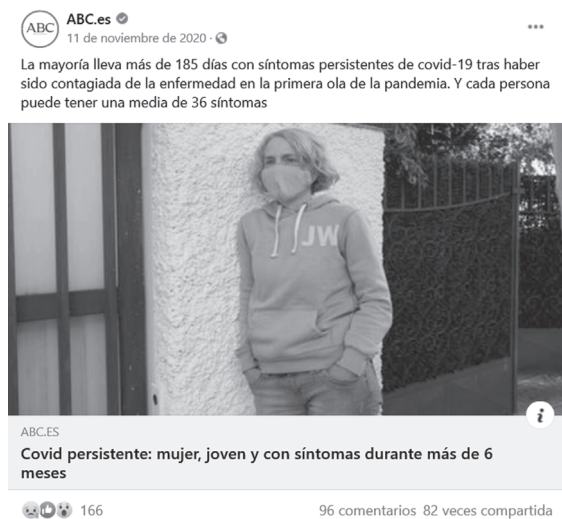 ABC
ABC.es
11 de noviembre de 2020 ·
La mayoría lleva más de 185 días con síntomas persistentes de covid-19 tras haber
sido contagiada de la enfermedad en la primera ola de la pandemia. Y cada persona
puede tener una media de 36 síntomas
JW
ABC.ES
Covid persistente: mujer, joven y con síntomas durante más de 6
meses
166 96 comentarios 82 veces compartida